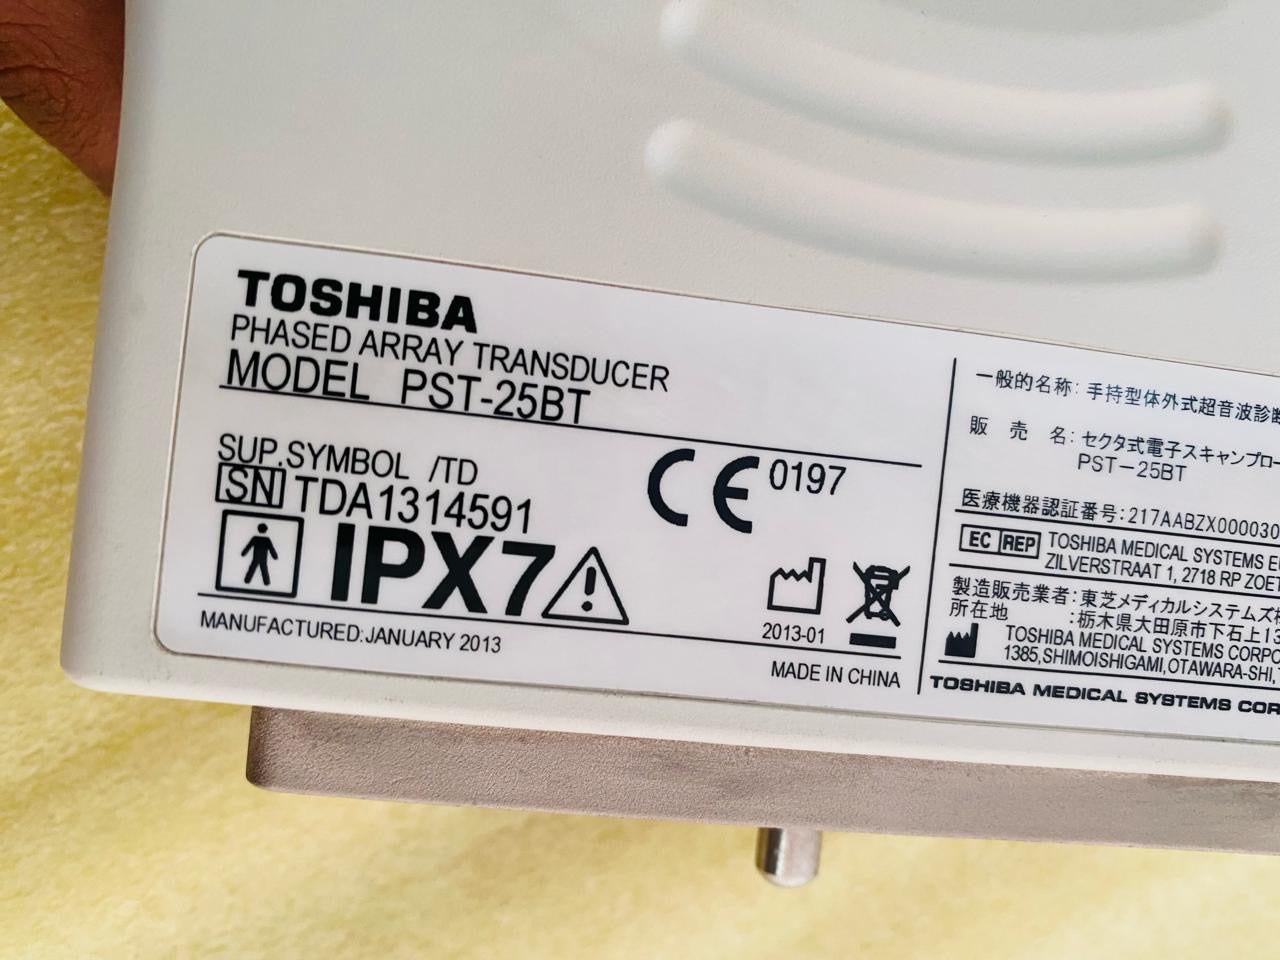 TOSHIBA
PHASED ARRAY TRANSDUCER
MODEL PST-25BT
SUP.SYMBOL /TD
SN TDA1314591
IPX7
CE 0197
2013-01
MANUFACTURED:JANUARY 2013
MADE IN CHINA
一般的名称: 手持型体外式超音波診断
販 売 名: セクタ式電子スキャンプロー
PST-25BT
医療機器認証番号:217AABZX000030
EC REP TOSHIBA MEDICAL SYSTEMS
ZILVERSTRAAT 1, 2718 RP
製造販売業者:東芝メディカルシステムズ
所在地 :栃木県大田原市下石上13
TOSHIBA MEDICAL SYSTEMS
1385,SHIMOISHIGAMI,OTAWARA-SHI,
TOSHIBA MEDICAL SYSTEMS